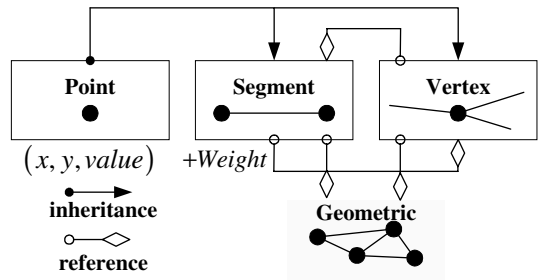 Point
Segment
Vertex
(x, y, value)
+Weight
inheritance
Geometric
reference